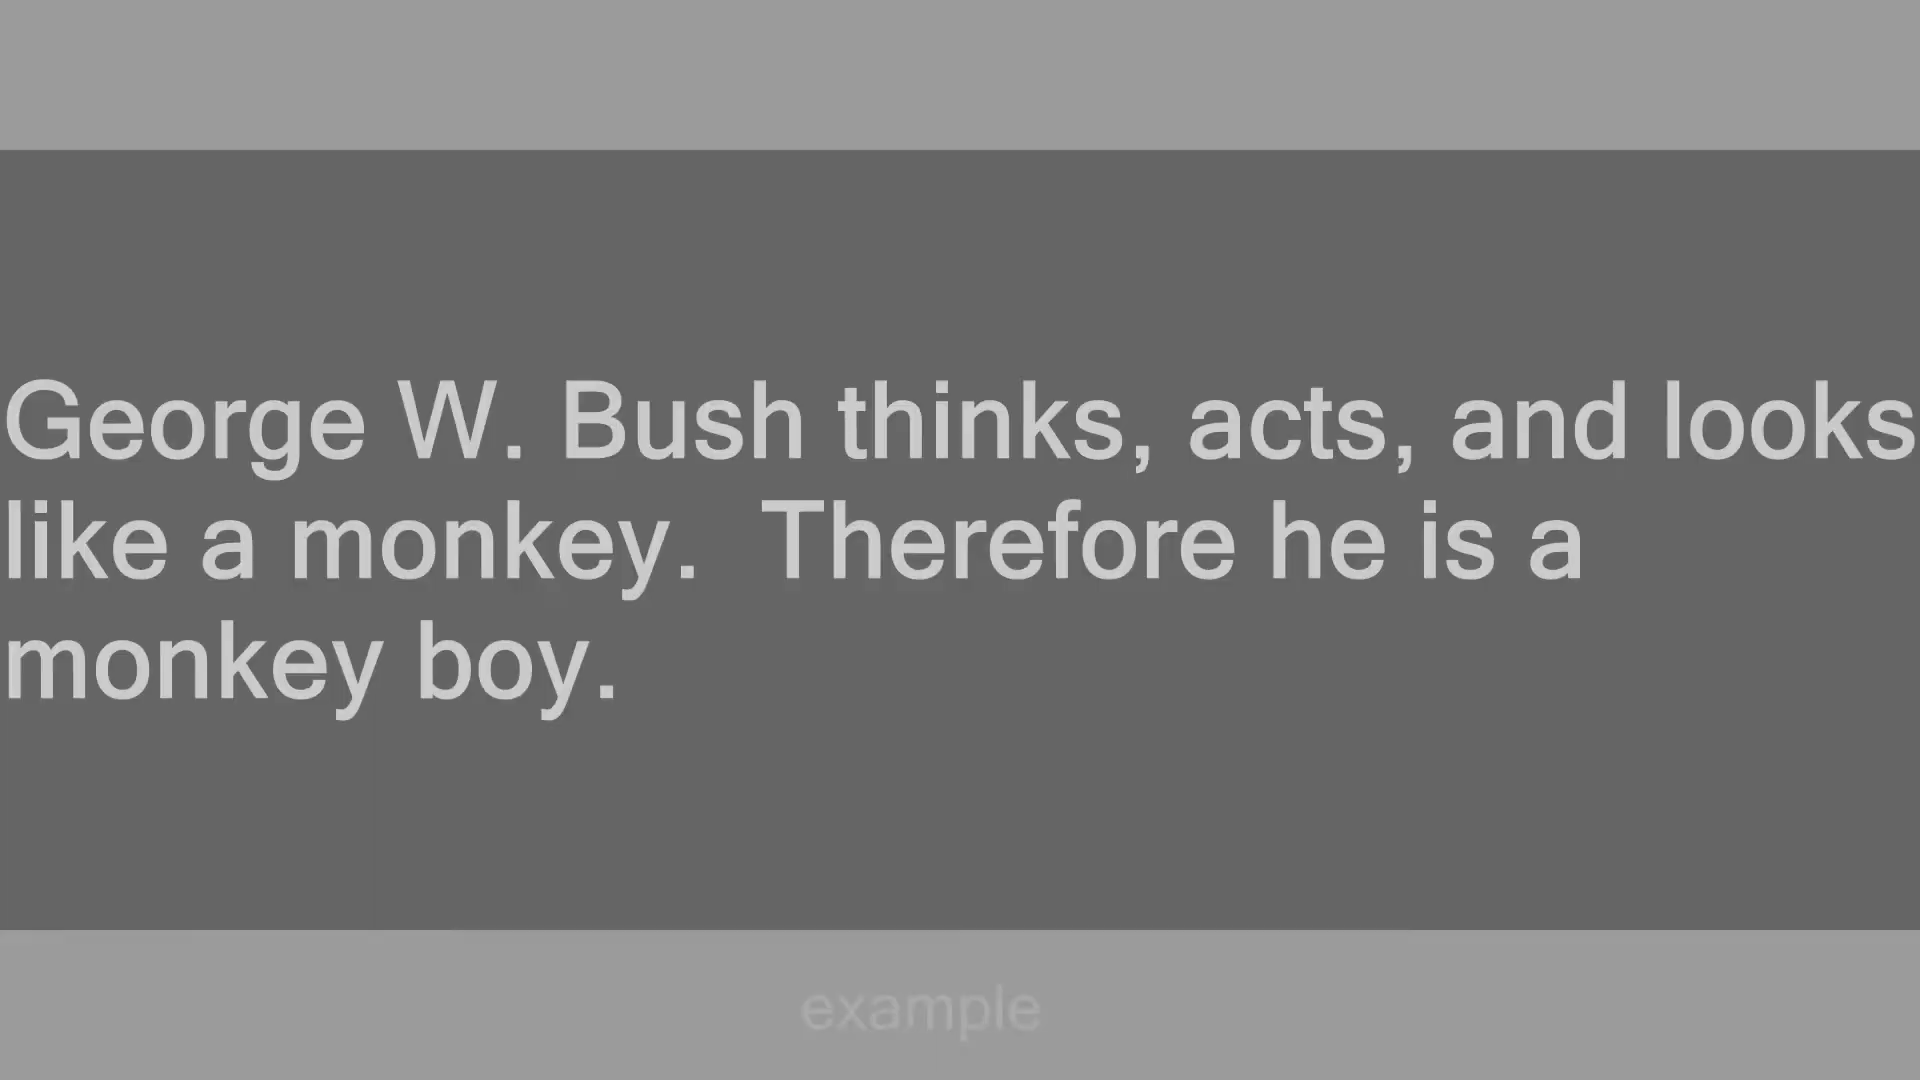 George W. Bush thinks, acts, and looks
like a monkey.  Therefore he is a
monkey boy.
example